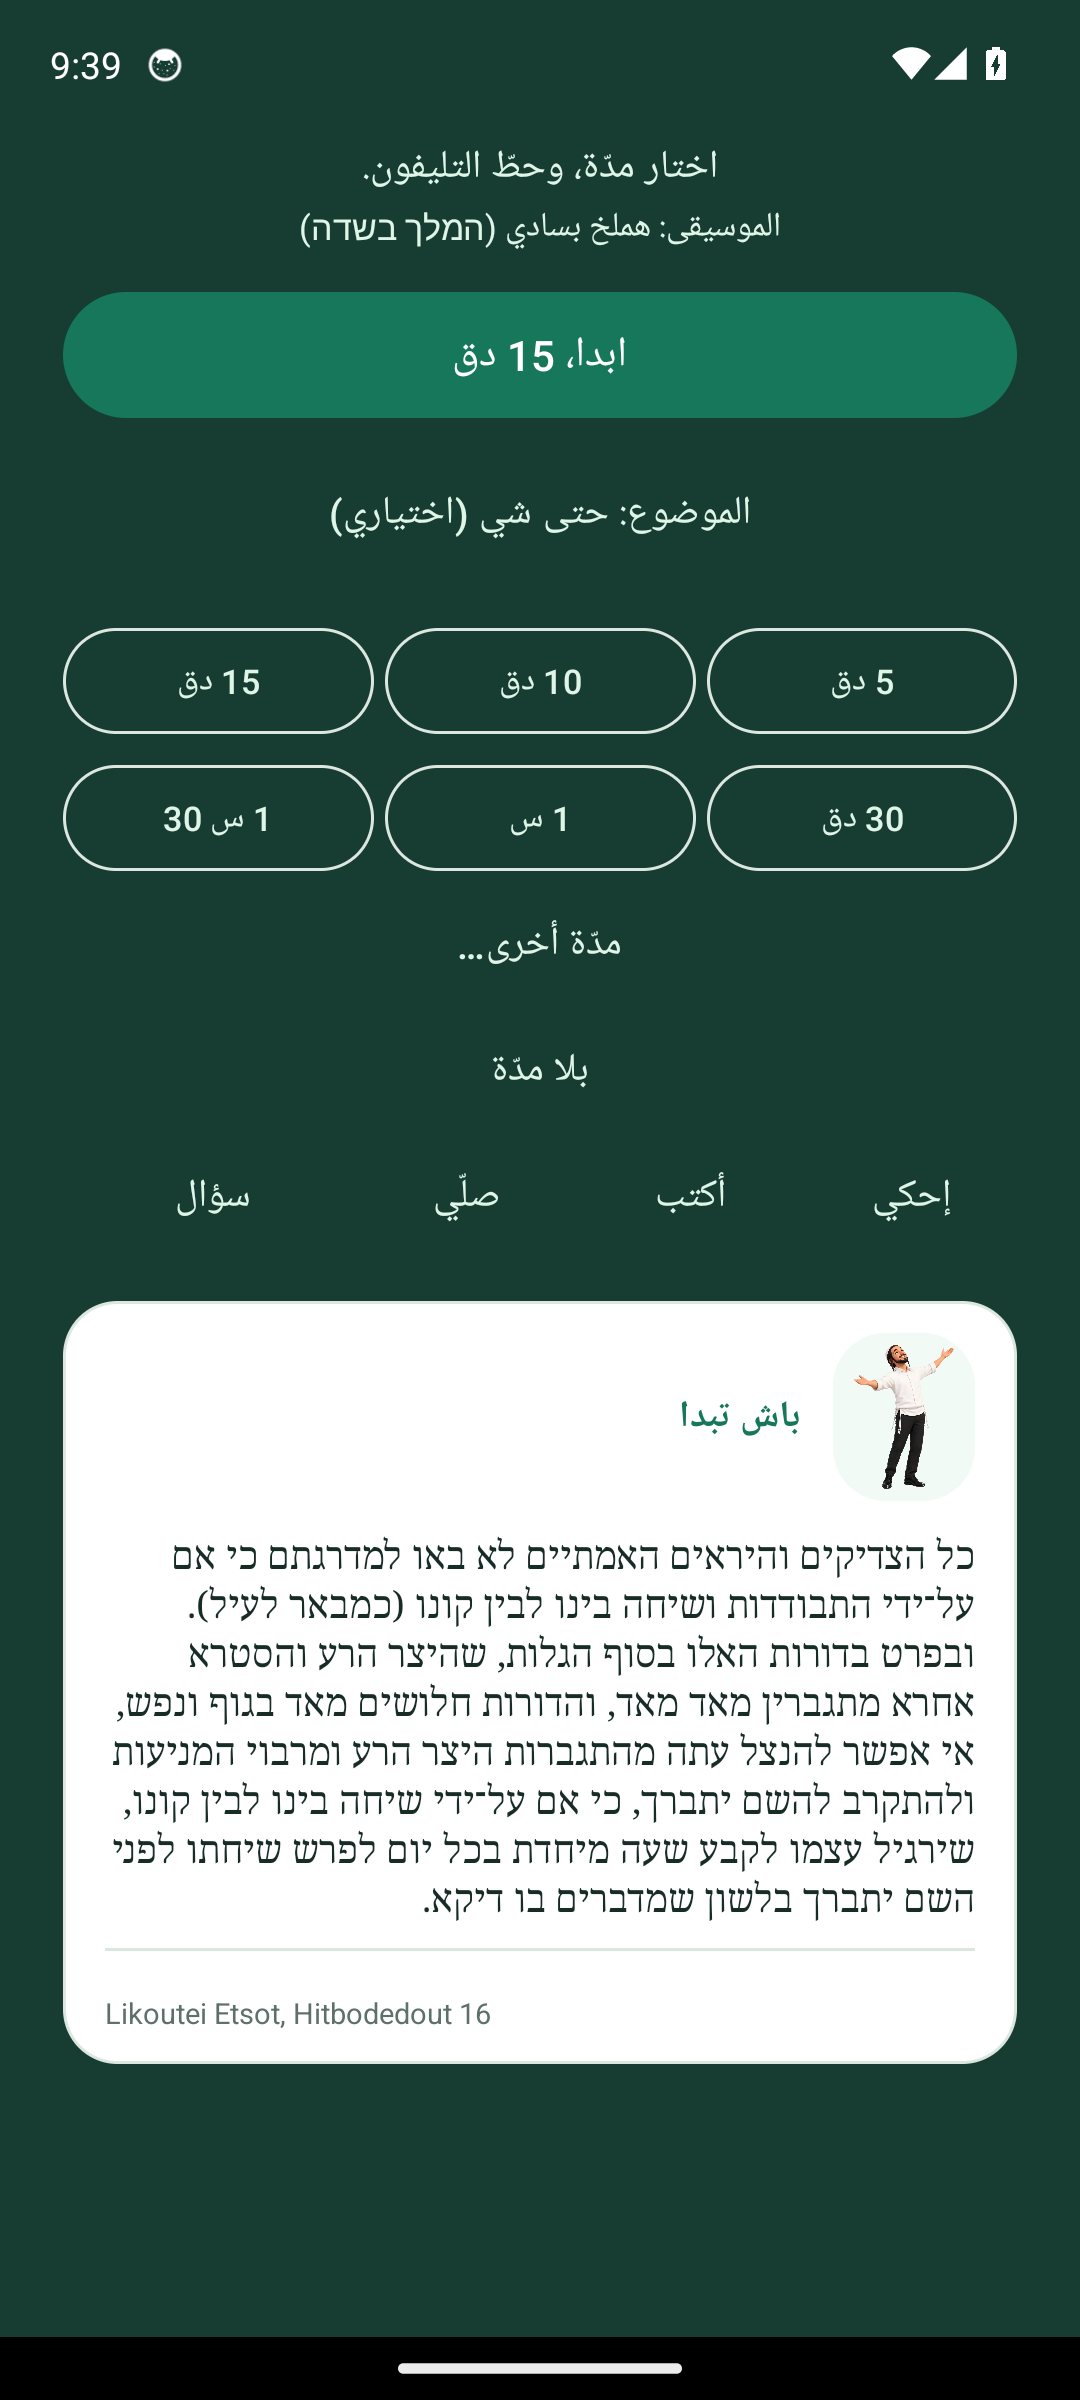 9:39
اختار مدّة، وحطّ التليفون.
الموسيقى: هملخ بسادي (המלך בשדה)
ابدا، 15 دق
الموضوع: حتى شي (اختياري)
5 دق
10 دق
15 دق
30 دق
1 س
1 س 30
مدّة أخرى...
بلا مدّة
إحكي
أكتب
صلّي
سؤال
باش تبدا
כל הצדיקים והיראים האמתיים לא באו למדרגתם כי אם
על־ידי התבודדות ושיחה בינו לבין קונו (כמבאר לעיל).
ובפרט בדורות האלו בסוף הגלות, שהיצר הרע והסטרא
אחרא מתגברין מאד מאד, והדורות חלושים מאד בגוף ונפש,
אי אפשר להנצל עתה מהתגברות היצר הרע ומרבוי המניעות
ולהתקרב להשם יתברך, כי אם על־ידי שיחה בינו לבין קונו,
שירגיל עצמו לקבע שעה מיחדת בכל יום לפרש שיחתו לפני
השם יתברך בלשון שמדברים בו דיקא.
Likoutei Etsot, Hitbodedout 16